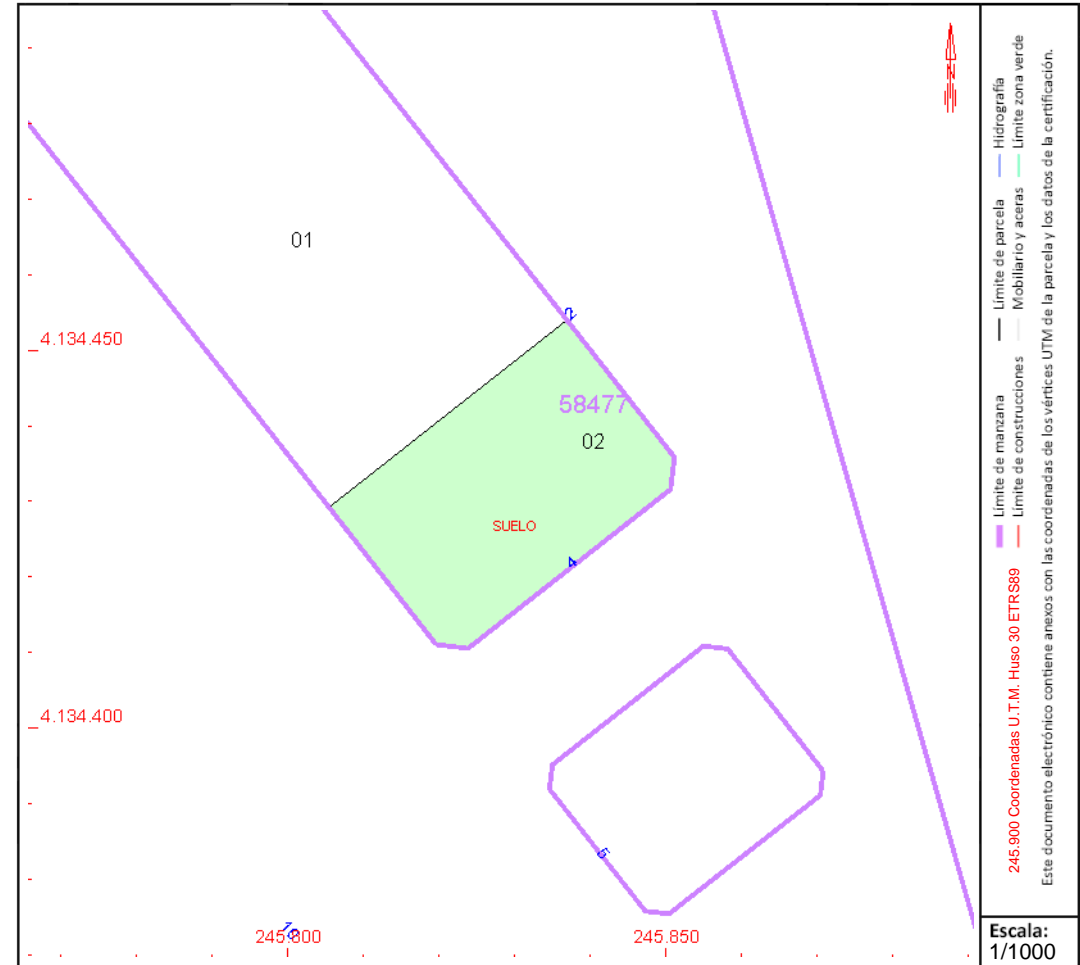 01
2
4.134.450
58477
02
SUELO
4
4.134.400
6
245.800
245.850
N
Límite de manzana
Límite de parcela
Hidrografía
245.900 Coordenadas U.T.M. Huso 30 ETRS89
Límite de construcciones
Mobiliario y aceras
Límite zona verde
Este documento electrónico contiene anexos con las coordenadas de los vértices UTM de la parcela y los datos de la certificación.
Escala:
1/1000